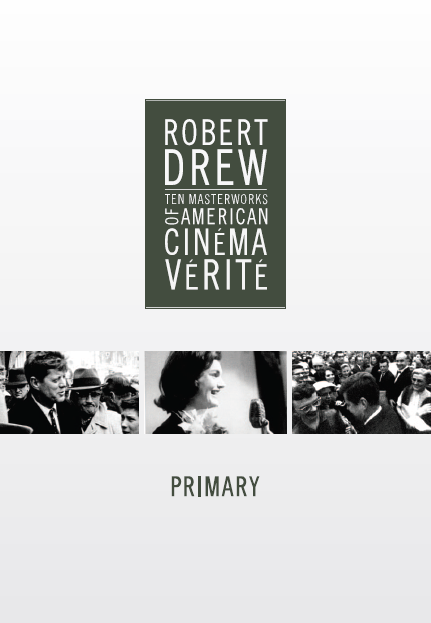 ROBERT
DREW
TEN MASTERWORKS
OF AMERICAN
CINÉMA
VÉRITÉ
PRIMARY